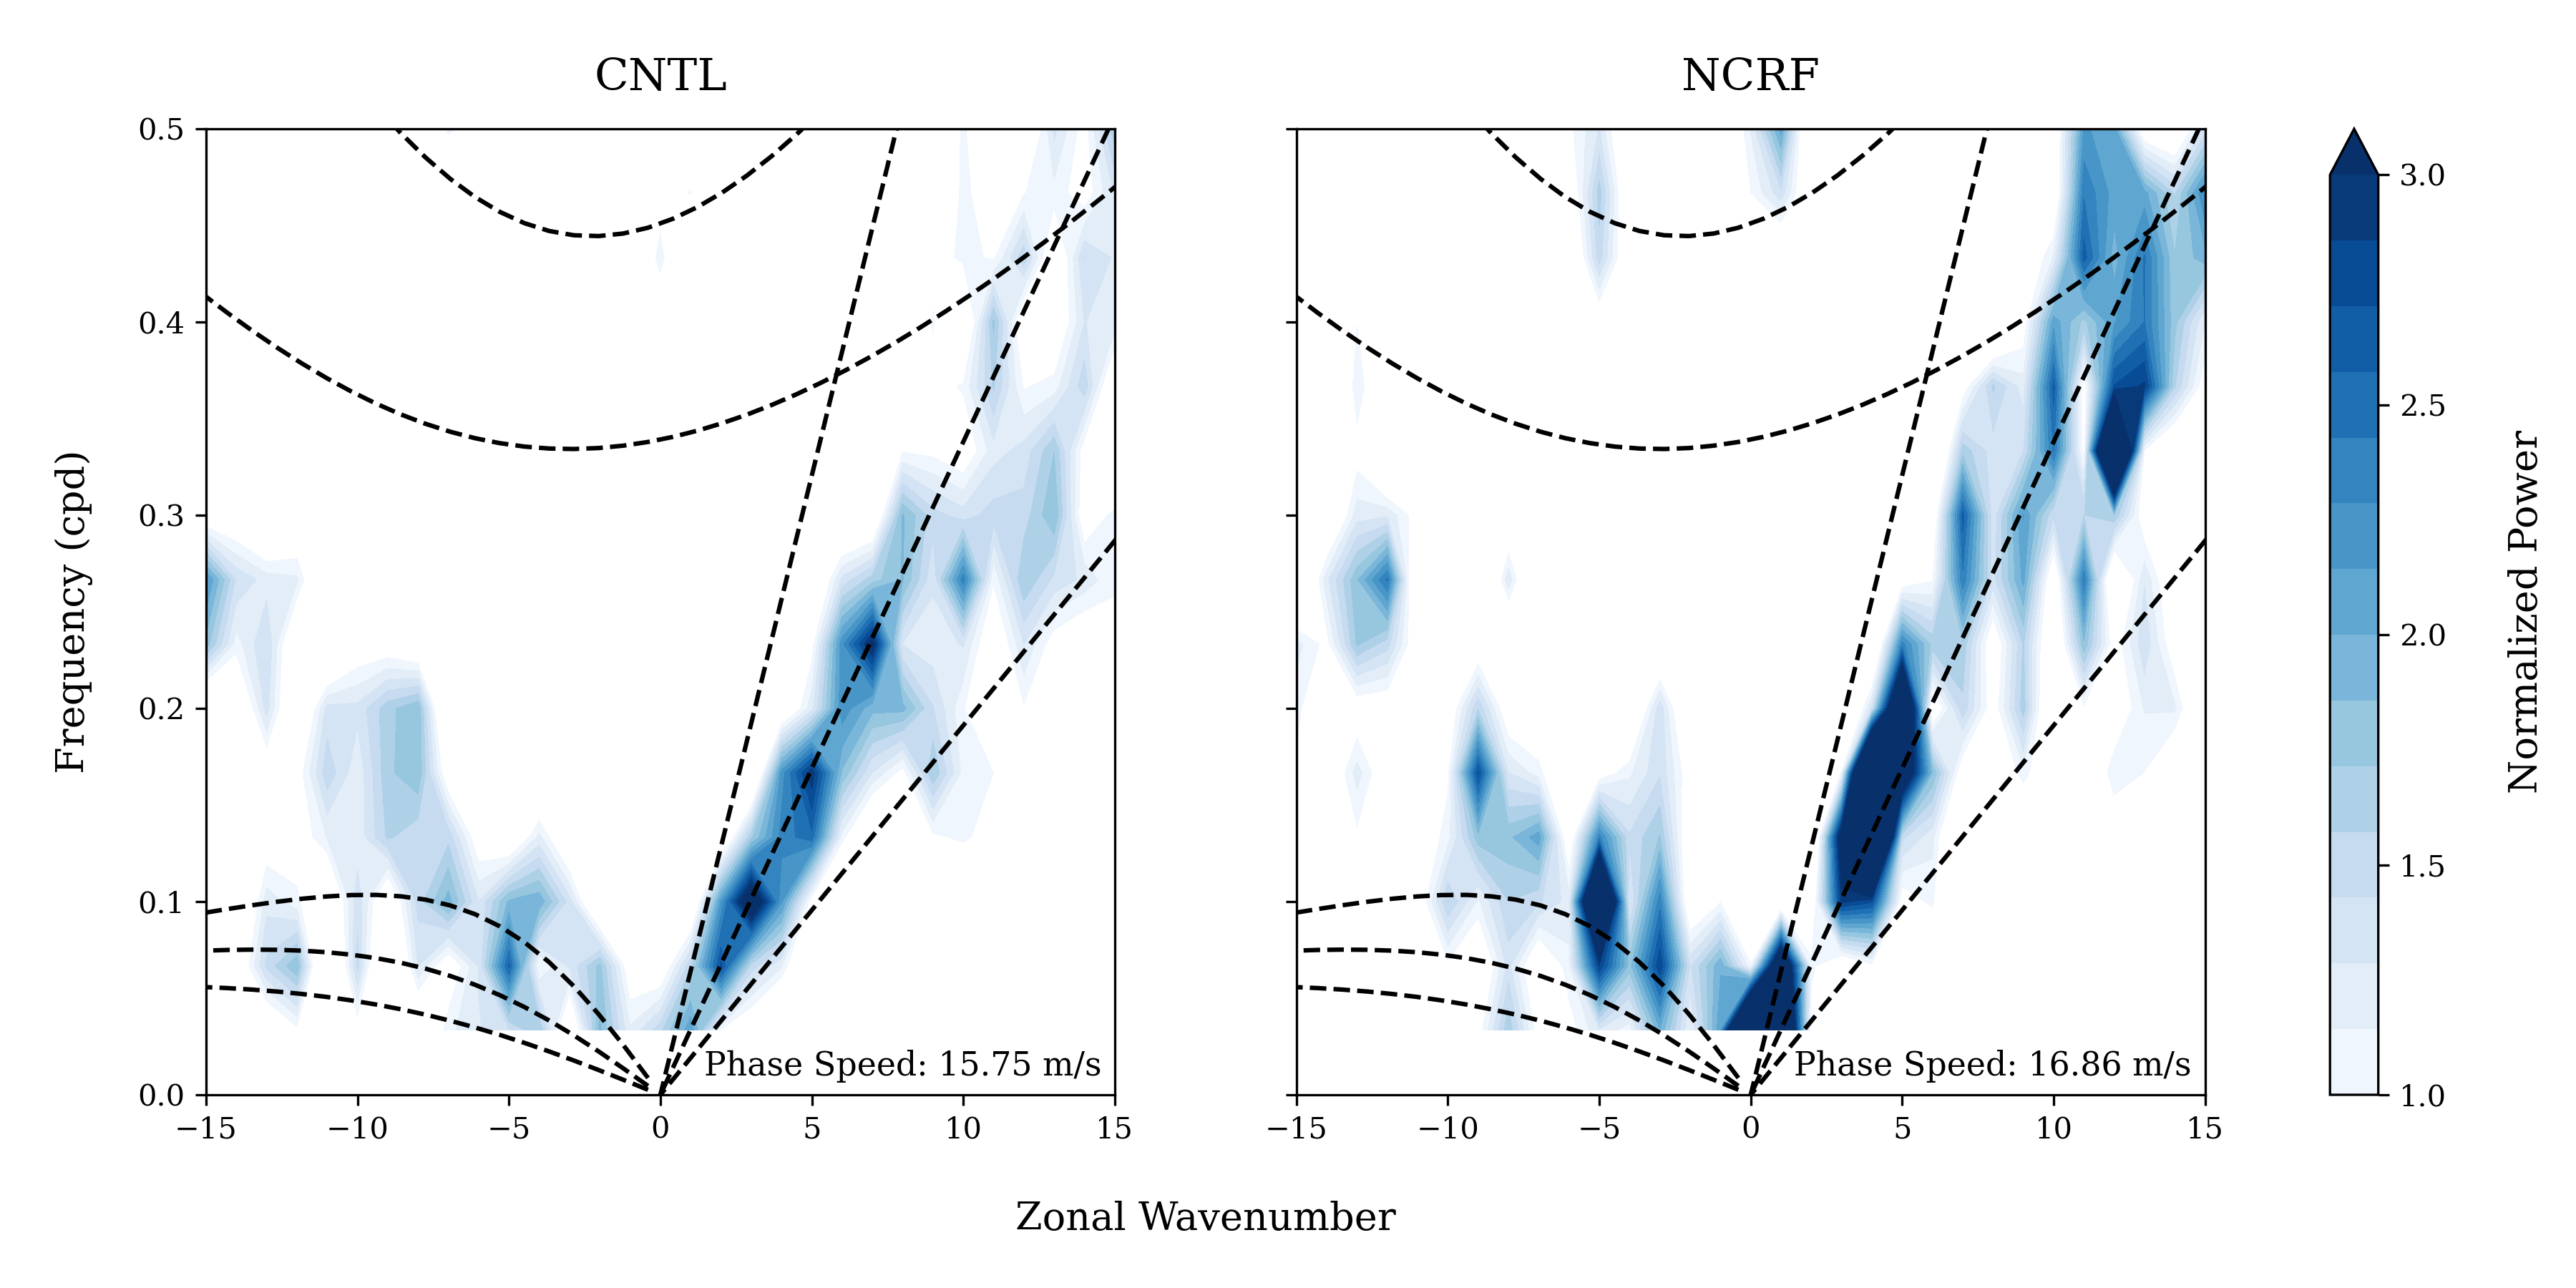 CNTL
NCRF
Frequency (cpd)
0.5
0.4
0.3
0.2
0.1
0.0
Phase Speed: 15.75 m/s
Phase Speed: 16.86 m/s
−15 −10 −5 0 5 10 15
−15 −10 −5 0 5 10 15
Zonal Wavenumber
3.0
2.5
2.0
1.5
1.0
Normalized Power